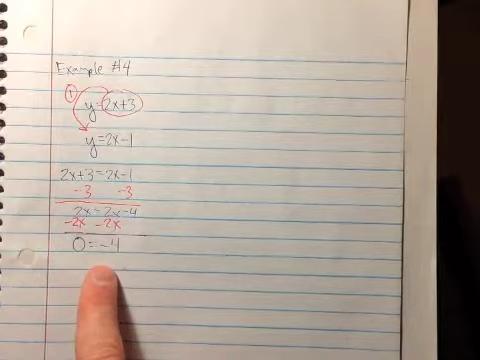 Example #4
① y=2x+3
y=2x-1
2x+3=2x-1
-3 -3
2x=2x-4
-2x -2x
0=-4